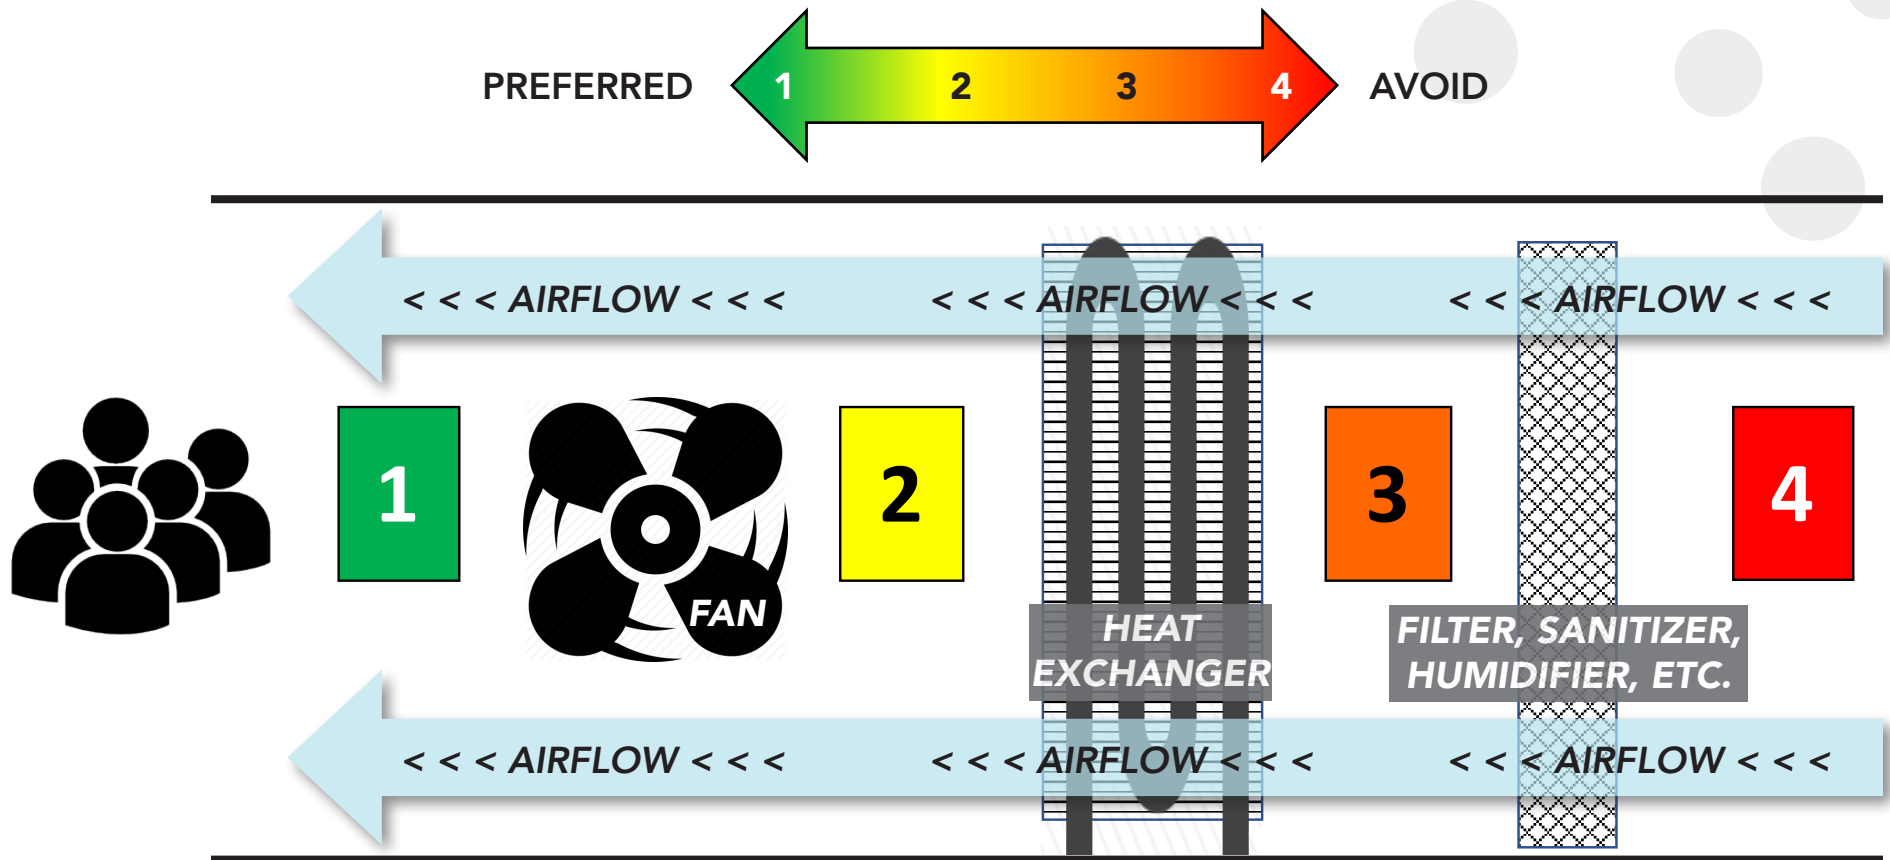 PREFERRED 1 2 3 4 AVOID
< < < AIRFLOW < < < < < < AIRFLOW < < < < < < AIRFLOW < < <
1 2 3 4
FAN
HEAT
EXCHANGER
FILTER, SANITIZER,
HUMIDIFIER, ETC.
< < < AIRFLOW < < < < < < AIRFLOW < < < < < < AIRFLOW < < <